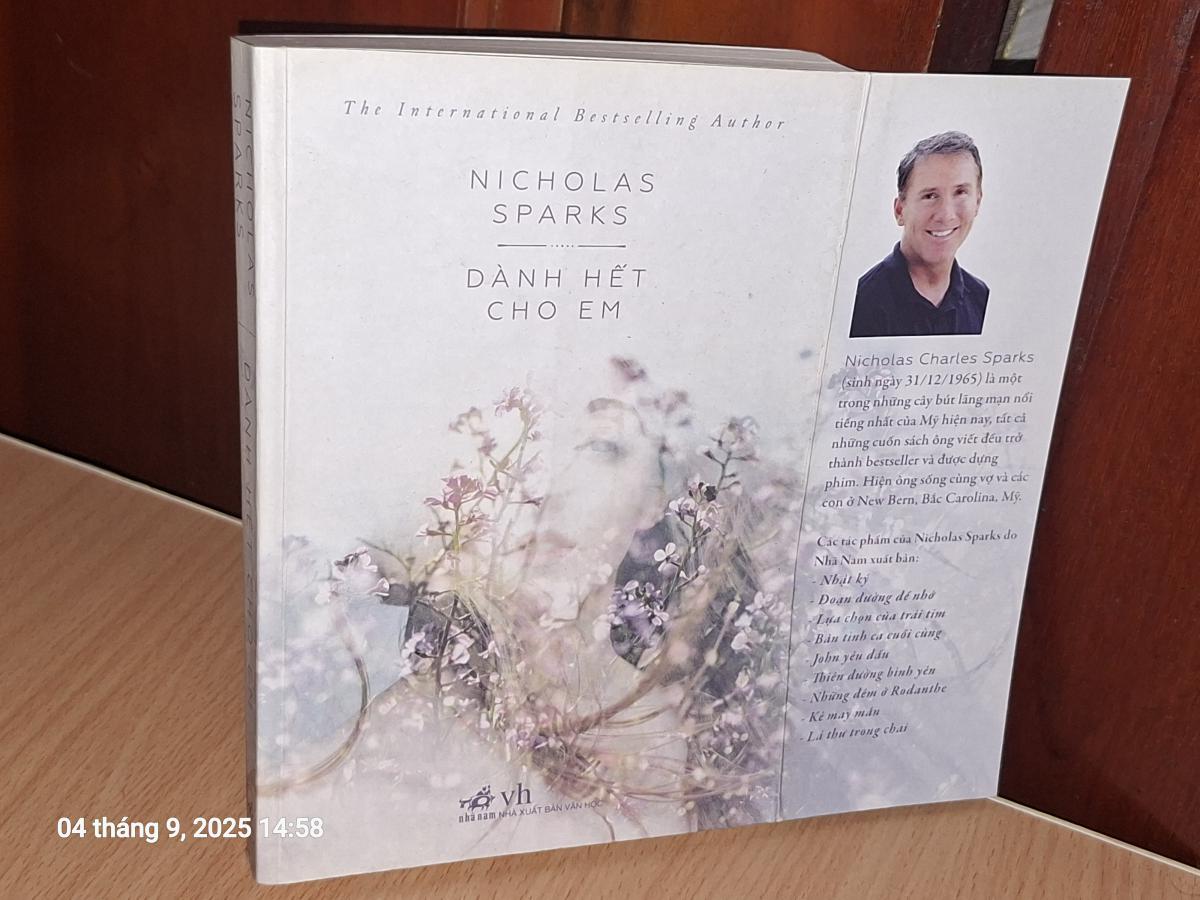 NICHOLAS SPARKS / DÀNH HẾT CHO EM
The International Bestselling Author
NICHOLAS
SPARKS
DÀNH HẾT
CHO EM
nhã nam
vh
NHÀ XUẤT BẢN VĂN HỌC
Nicholas Charles Sparks
(sinh ngày 31/12/1965) là một
trong những cây bút lãng mạn nổi
tiếng nhất của Mỹ hiện nay, tất cả
những cuốn sách ông viết đều trở
thành bestseller và được dựng
phim. Hiện ông sống cùng vợ và các
con ở New Bern, Bắc Carolina, Mỹ.
Các tác phẩm của Nicholas Sparks do
Nhã Nam xuất bản:
- Nhật ký
- Đoạn đường để nhớ
- Lựa chọn của trái tim
- Bản tình ca cuối cùng
- John yêu dấu
- Thiên đường bình yên
- Những đêm ở Rodanthe
- Kẻ may mắn
- Lá thư trong chai
04 tháng 9, 2025 14:58